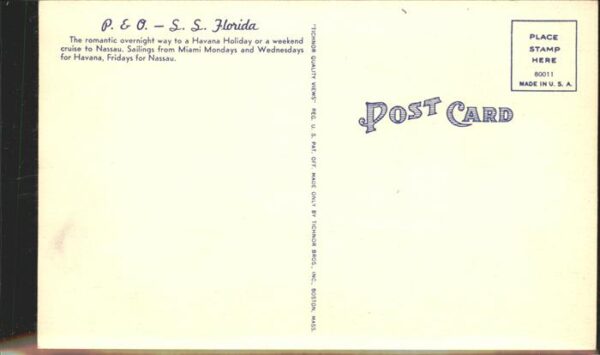 P. & O. — S. S. Florida
The romantic overnight way to a Havana Holiday or a weekend
cruise to Nassau. Sailings from Miami Mondays and Wednesdays
for Havana, Fridays for Nassau.
"TICHNOR QUALITY VIEWS" REG. U. S. PAT. OFF. MADE ONLY BY TICHNOR BROS., INC., BOSTON, MASS.
POST CARD
PLACE
STAMP
HERE
80011
MADE IN U. S. A.